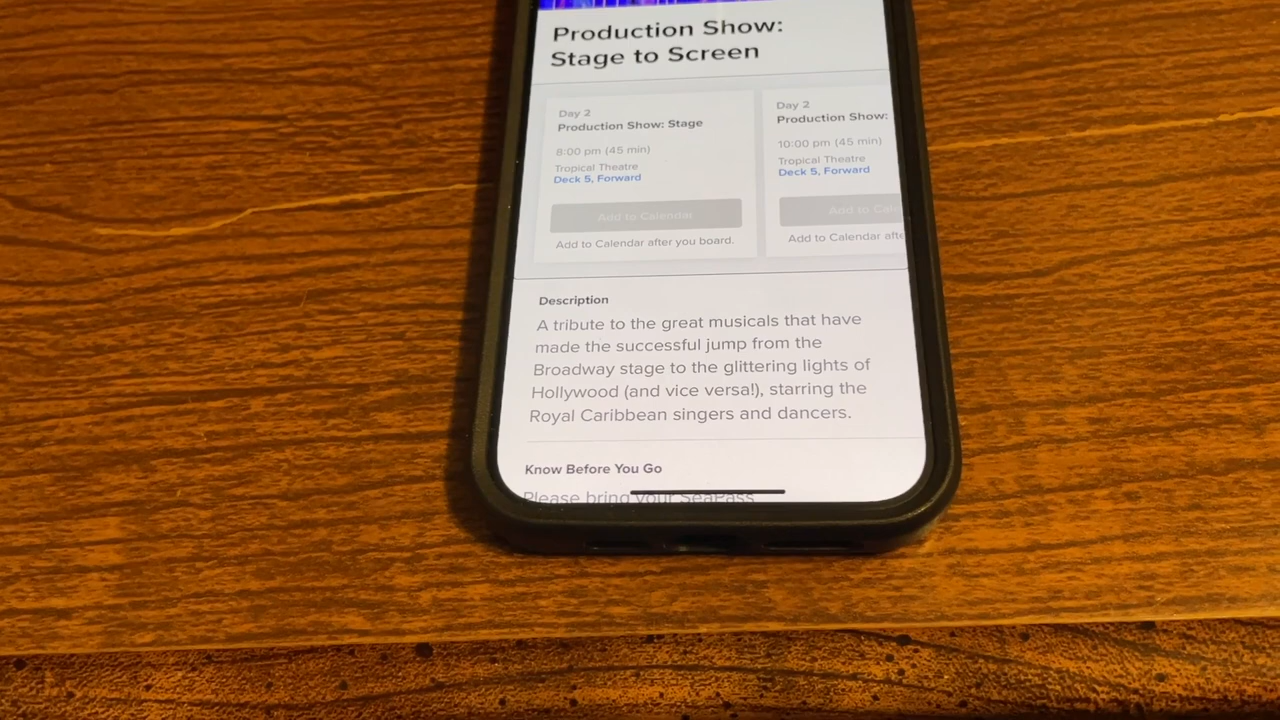 Production Show:
Stage to Screen
Day 2
Production Show: Stage
8:00 pm (45 min)
Tropical Theatre
Deck 5, Forward
Add to Calendar
Add to Calendar after you board.
Day 2
Production Show:
10:00 pm (45 min)
Tropical Theatre
Deck 5, Forward
Add to Cale
Add to Calendar afte
Description
A tribute to the great musicals that have
made the successful jump from the
Broadway stage to the glittering lights of
Hollywood (and vice versa!), starring the
Royal Caribbean singers and dancers.
Know Before You Go
Please bring your SeaPass